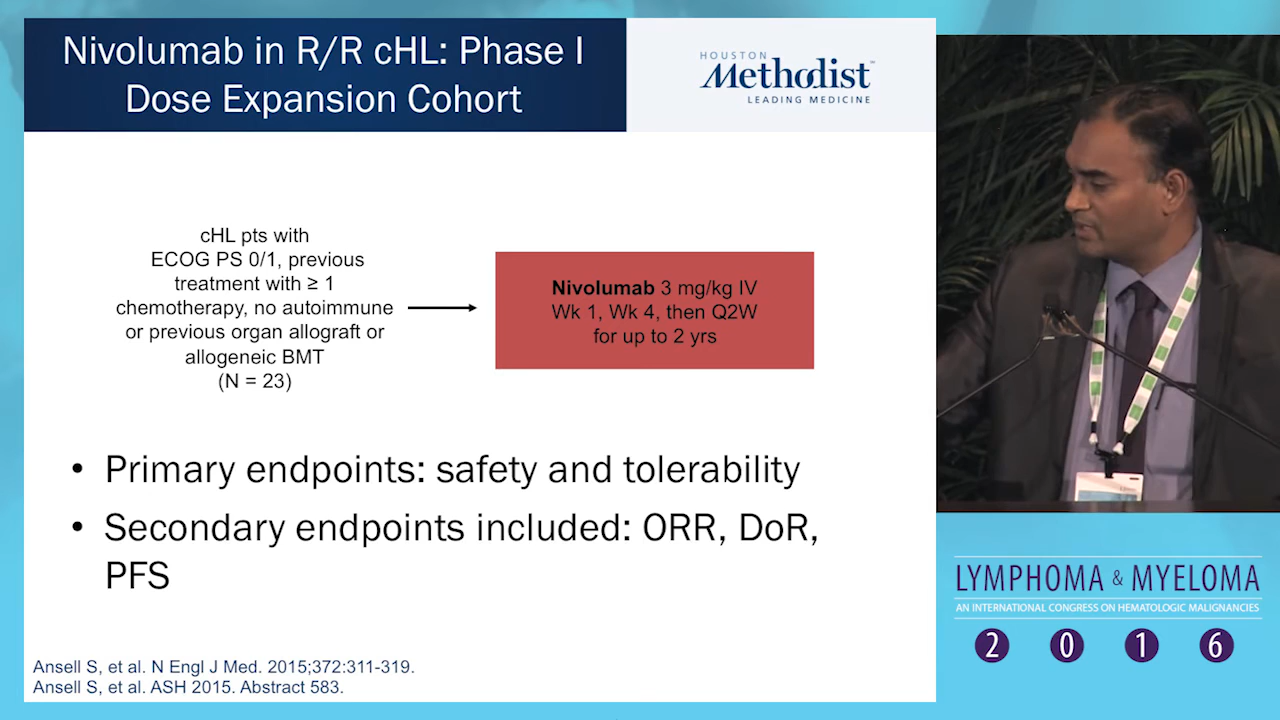 Nivolumab in R/R cHL: Phase I
Dose Expansion Cohort
HOUSTON
Methodist
LEADING MEDICINE
cHL pts with
ECOG PS 0/1, previous
treatment with ≥ 1
chemotherapy, no autoimmune
or previous organ allograft or
allogeneic BMT
(N = 23)
Nivolumab 3 mg/kg IV
Wk 1, Wk 4, then Q2W
for up to 2 yrs
• Primary endpoints: safety and tolerability
• Secondary endpoints included: ORR, DoR,
PFS
Ansell S, et al. N Engl J Med. 2015;372:311-319.
Ansell S, et al. ASH 2015. Abstract 583.
LYMPHOMA & MYELOMA
AN INTERNATIONAL CONGRESS ON HEMATOLOGIC MALIGNANCIES
2 0 1 6